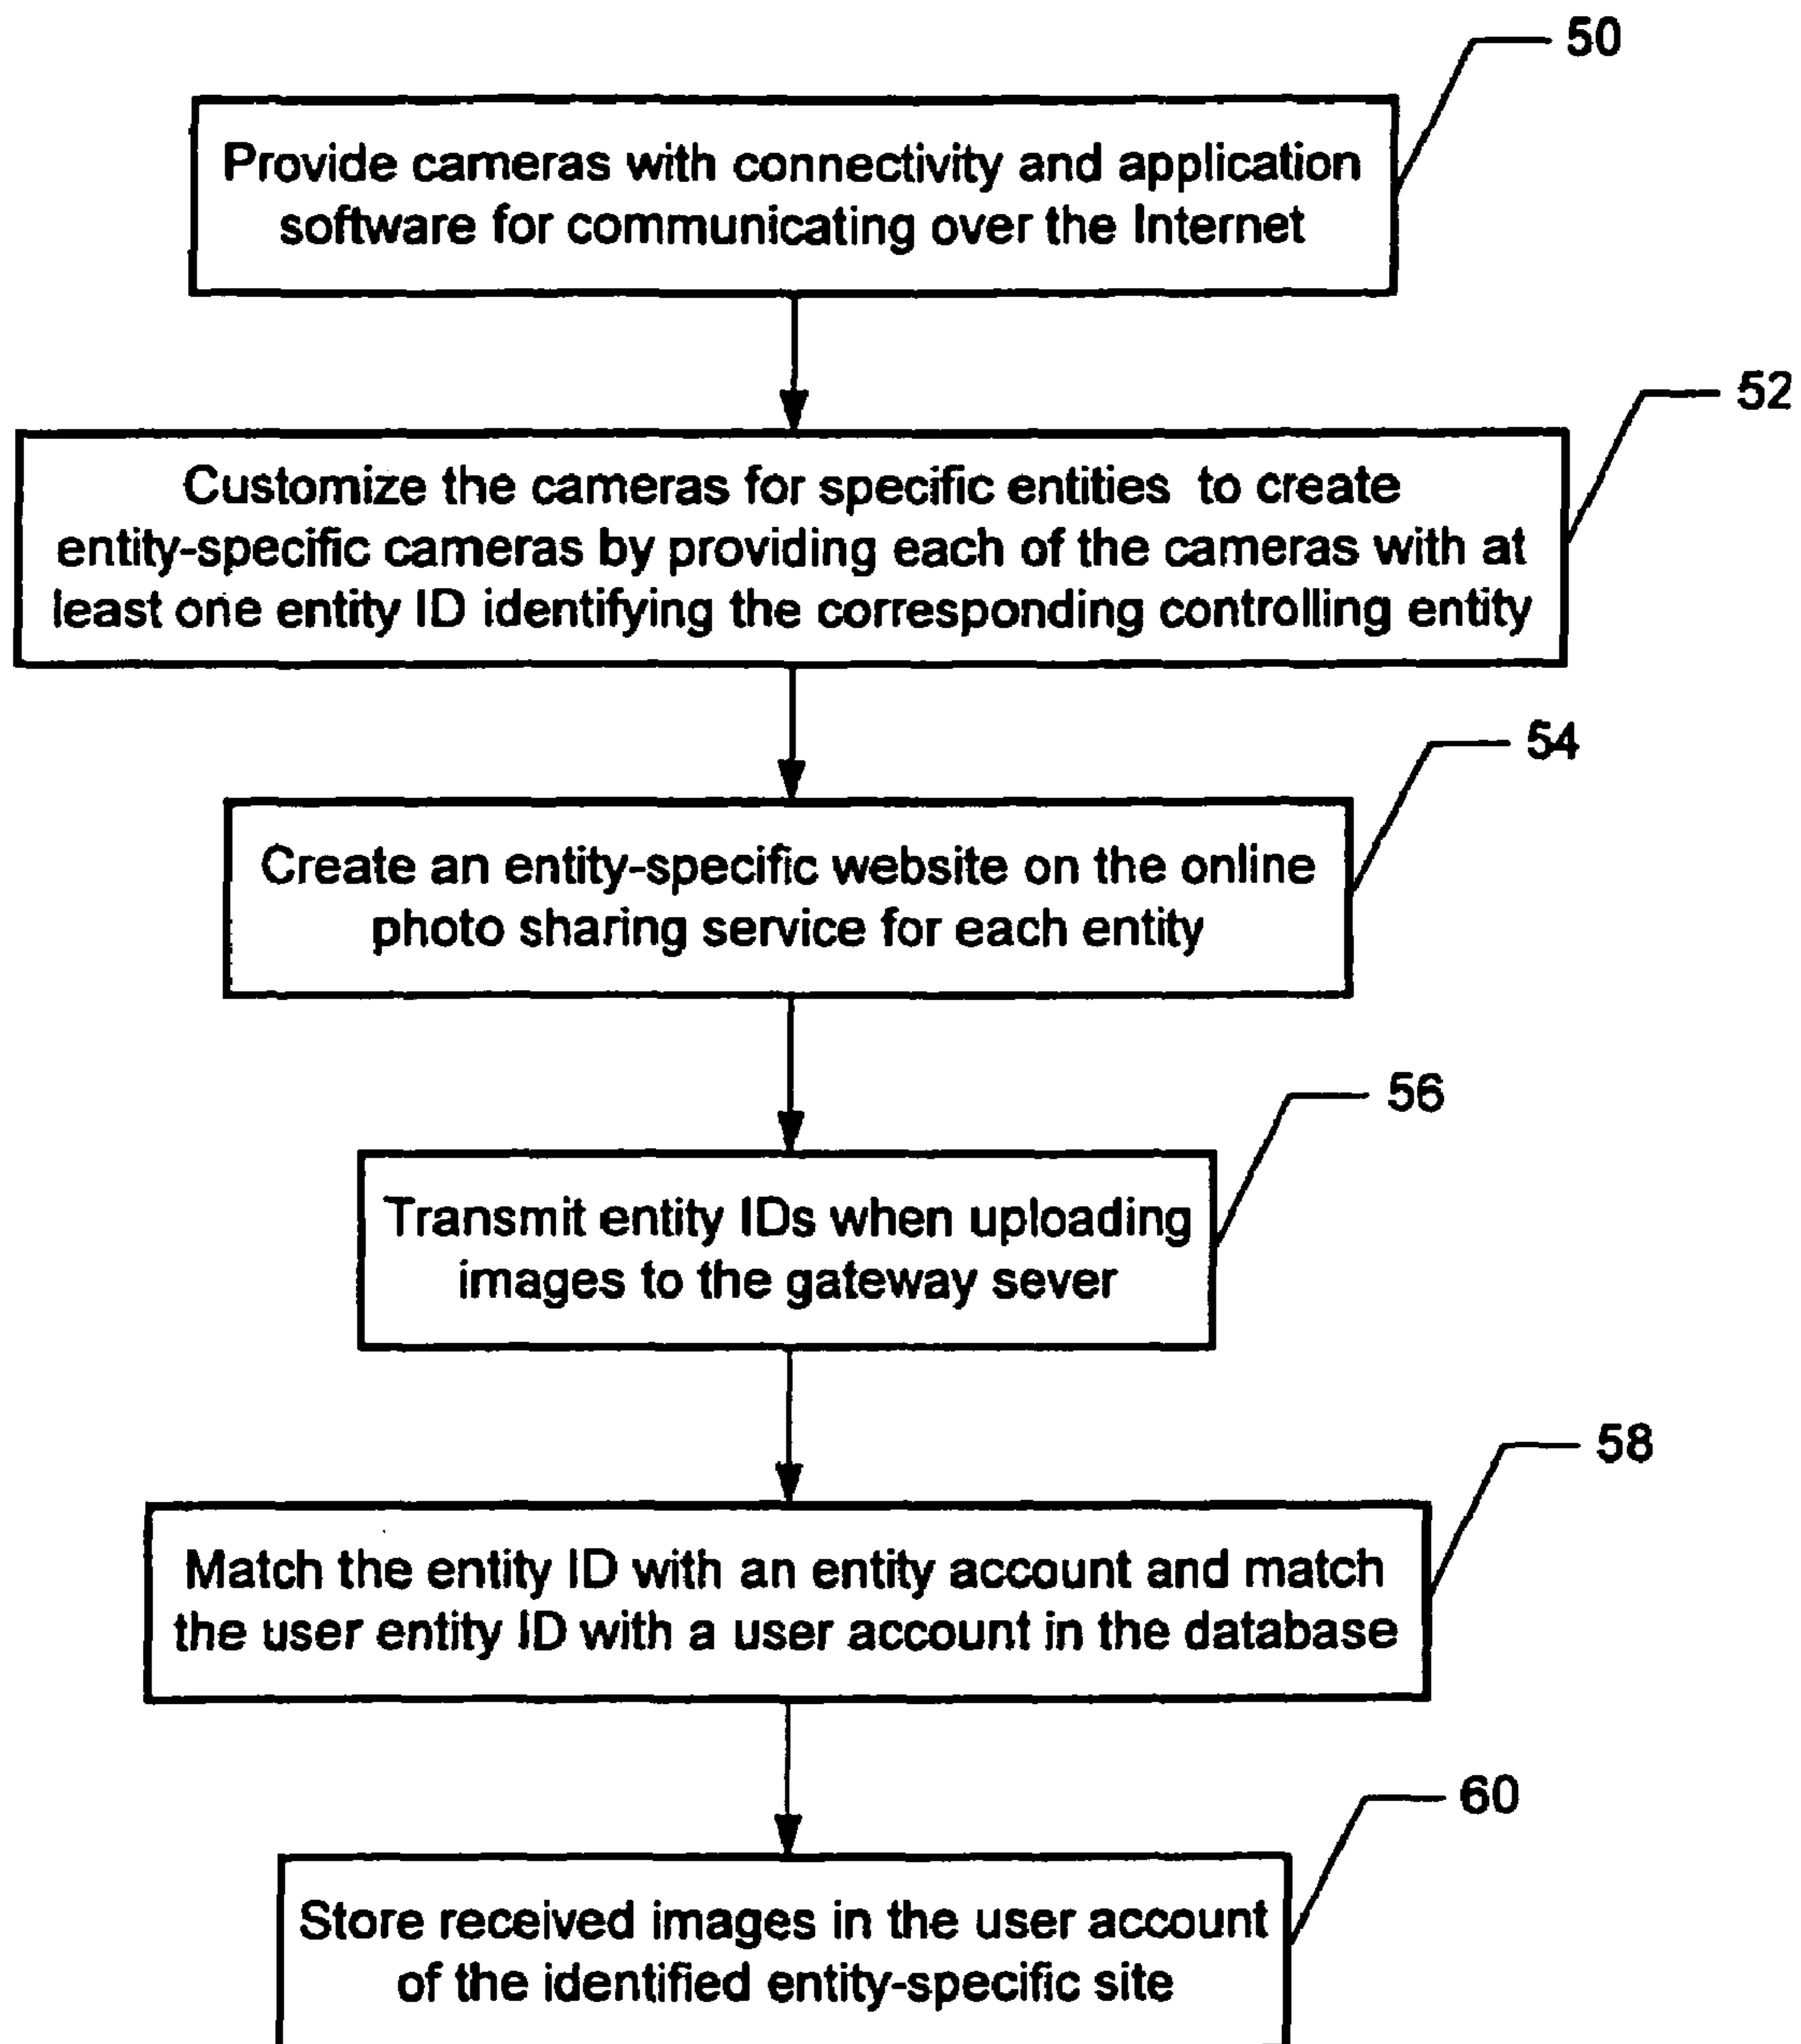 50
Provide cameras with connectivity and application
software for communicating over the Internet
52
Customize the cameras for specific entities to create
entity-specific cameras by providing each of the cameras with at
least one entity ID identifying the corresponding controlling entity
54
Create an entity-specific website on the online
photo sharing service for each entity
56
Transmit entity IDs when uploading
images to the gateway sever
58
Match the entity ID with an entity account and match
the user entity ID with a user account in the database
60
Store received images in the user account
of the identified entity-specific site